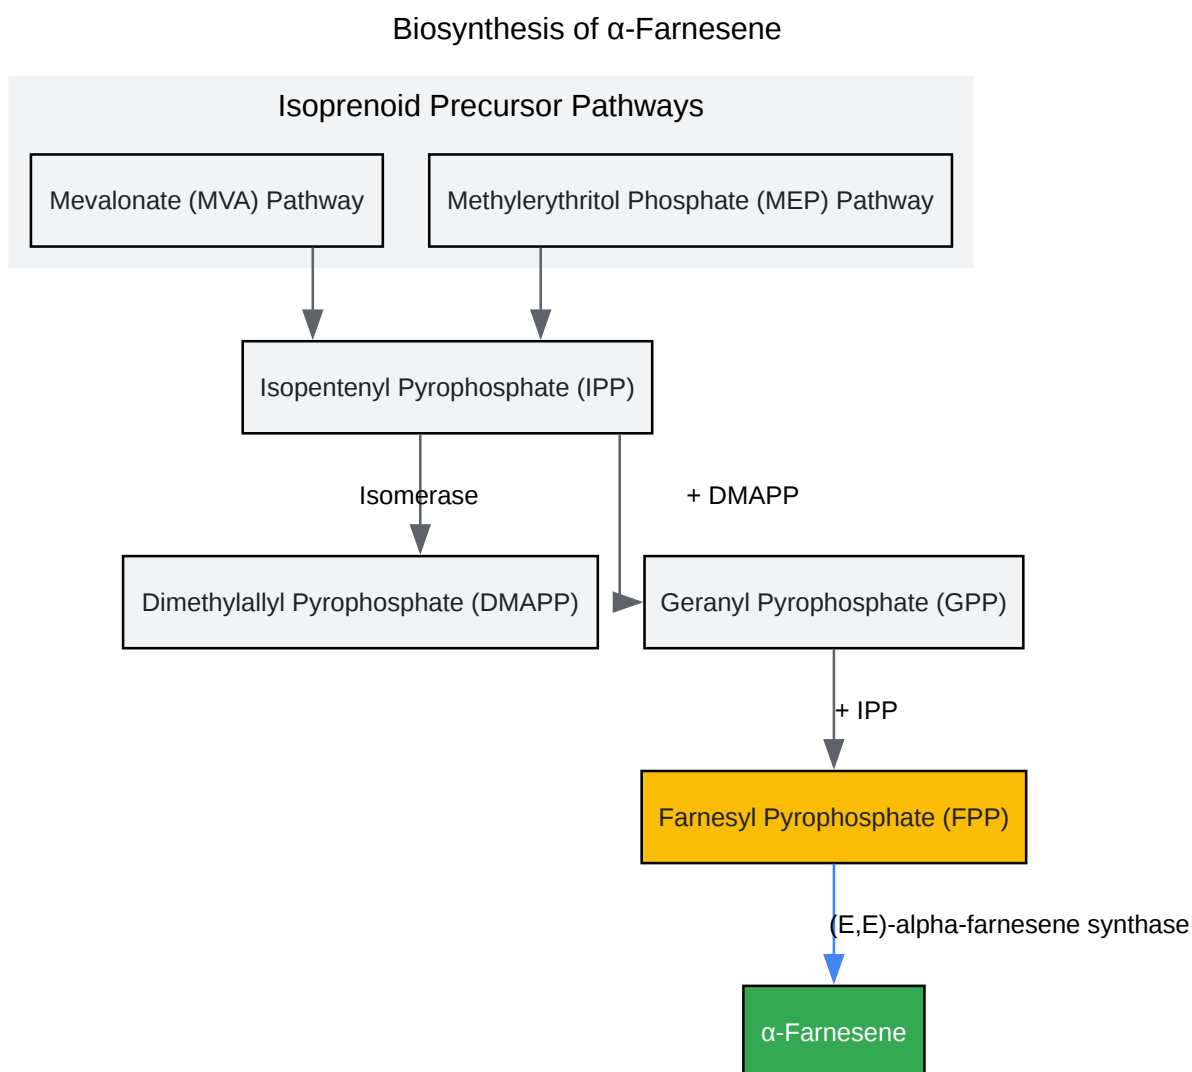 Biosynthesis of α-Farnesene
Isoprenoid Precursor Pathways
Mevalonate (MVA) Pathway
Methylerythritol Phosphate (MEP) Pathway
Isopentenyl Pyrophosphate (IPP)
Isomerase
+ DMAPP
Dimethylallyl Pyrophosphate (DMAPP)
Geranyl Pyrophosphate (GPP)
+ IPP
Farnesyl Pyrophosphate (FPP)
(E,E)-alpha-farnesene synthase
α-Farnesene